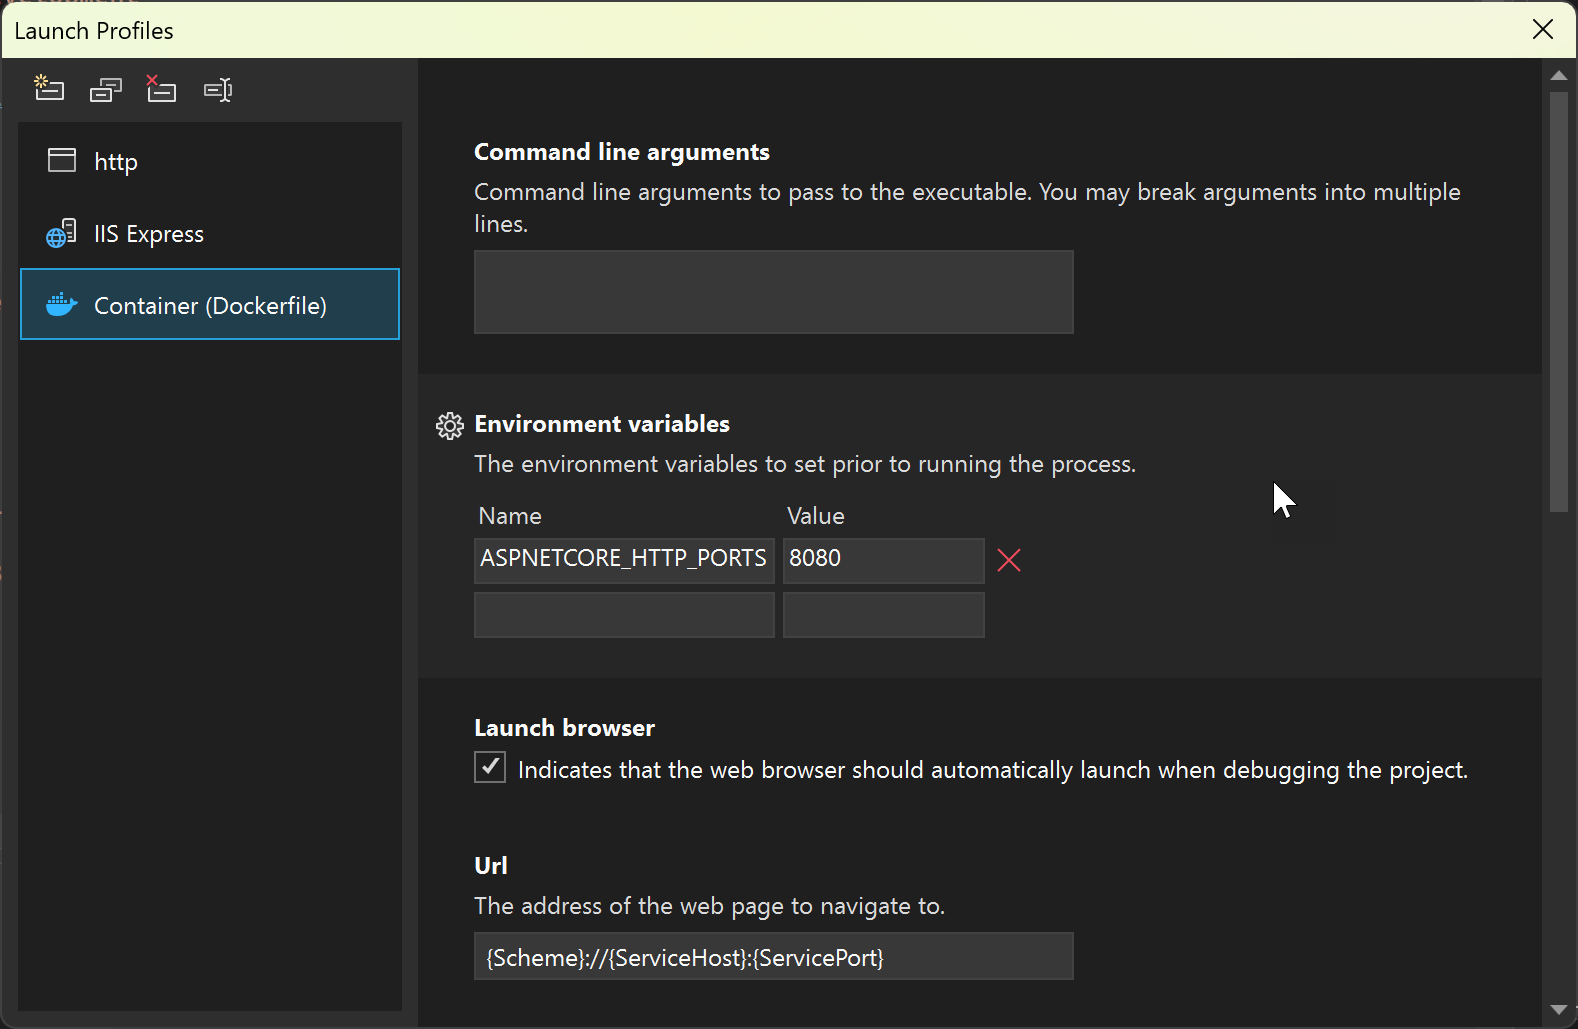 Launch Profiles
http
IIS Express
Container (Dockerfile)
Command line arguments
Command line arguments to pass to the executable. You may break arguments into multiple
lines.
Environment variables
The environment variables to set prior to running the process.
Name Value
ASPNETCORE_HTTP_PORTS 8080
Launch browser
Indicates that the web browser should automatically launch when debugging the project.
Url
The address of the web page to navigate to.
{Scheme}://{ServiceHost}:{ServicePort}